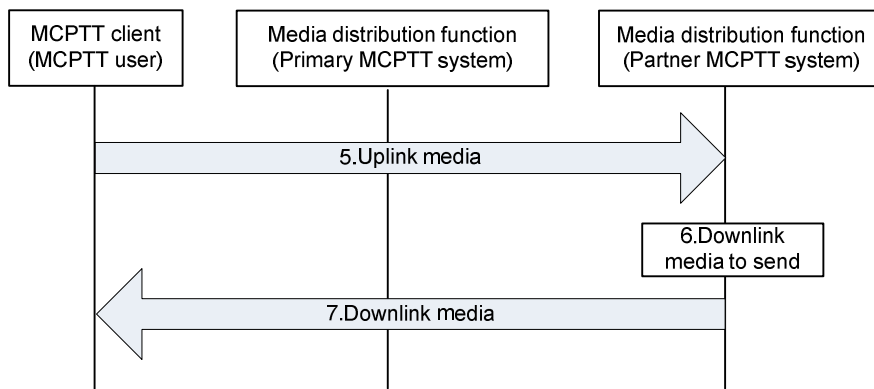 MCPTT client
(MCPTT user)
Media distribution function
(Primary MCPTT system)
Media distribution function
(Partner MCPTT system)
5.Uplink media
6.Downlink
media to send
7.Downlink media